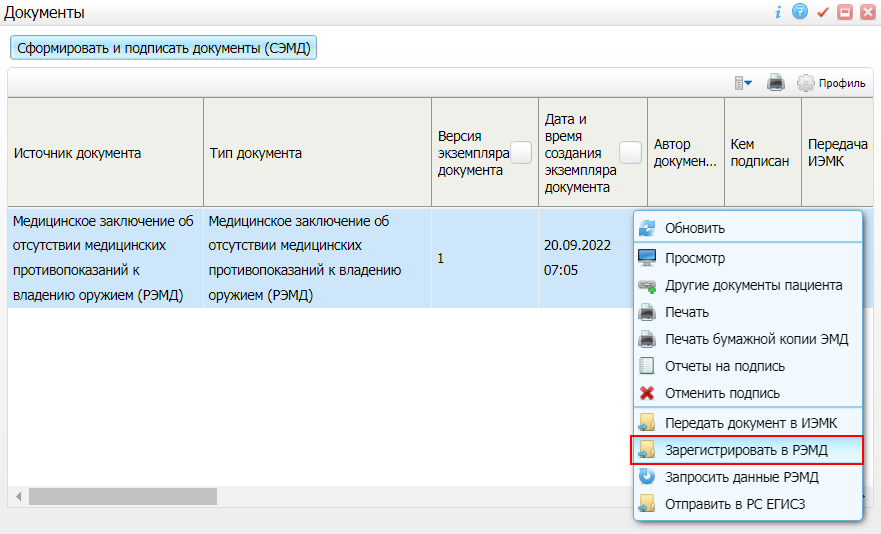 Документы
Сформировать и подписать документы (СЭМД)
Профиль
Источник документа
Тип документа
Версия
экземпляра
документа
Дата и
время
создания
экземпляра
документа
Автор
докумен...
Кем
подписан
Передача
ИЭМК
Медицинское заключение об
отсутствии медицинских
противопоказаний к
владению оружием (РЭМД)
Медицинское заключение об
отсутствии медицинских
противопоказаний к владению
оружием (РЭМД)
1
20.09.2022
07:05
Обновить
Просмотр
Другие документы пациента
Печать
Печать бумажной копии ЭМД
Отчеты на подпись
Отменить подпись
Передать документ в ИЭМК
Зарегистрировать в РЭМД
Запросить данные РЭМД
Отправить в РС ЕГИСЗ